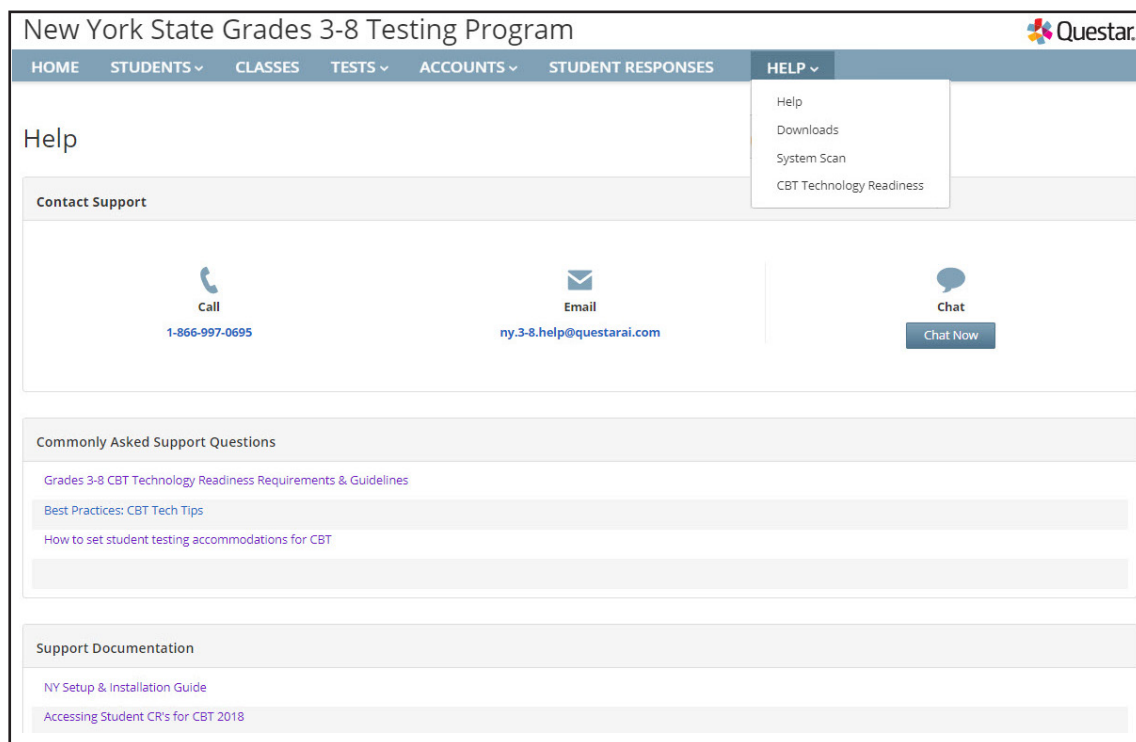 New York State Grades 3-8 Testing Program
Questar.
HOME STUDENTS CLASSES TESTS ACCOUNTS STUDENT RESPONSES HELP
Help
Downloads
System Scan
CBT Technology Readiness
Help
Contact Support
Call
1-866-997-0695
Email
ny.3-8.help@questarai.com
Chat
Chat Now
Commonly Asked Support Questions
Grades 3-8 CBT Technology Readiness Requirements & Guidelines
Best Practices: CBT Tech Tips
How to set student testing accommodations for CBT
Support Documentation
NY Setup & Installation Guide
Accessing Student CR's for CBT 2018